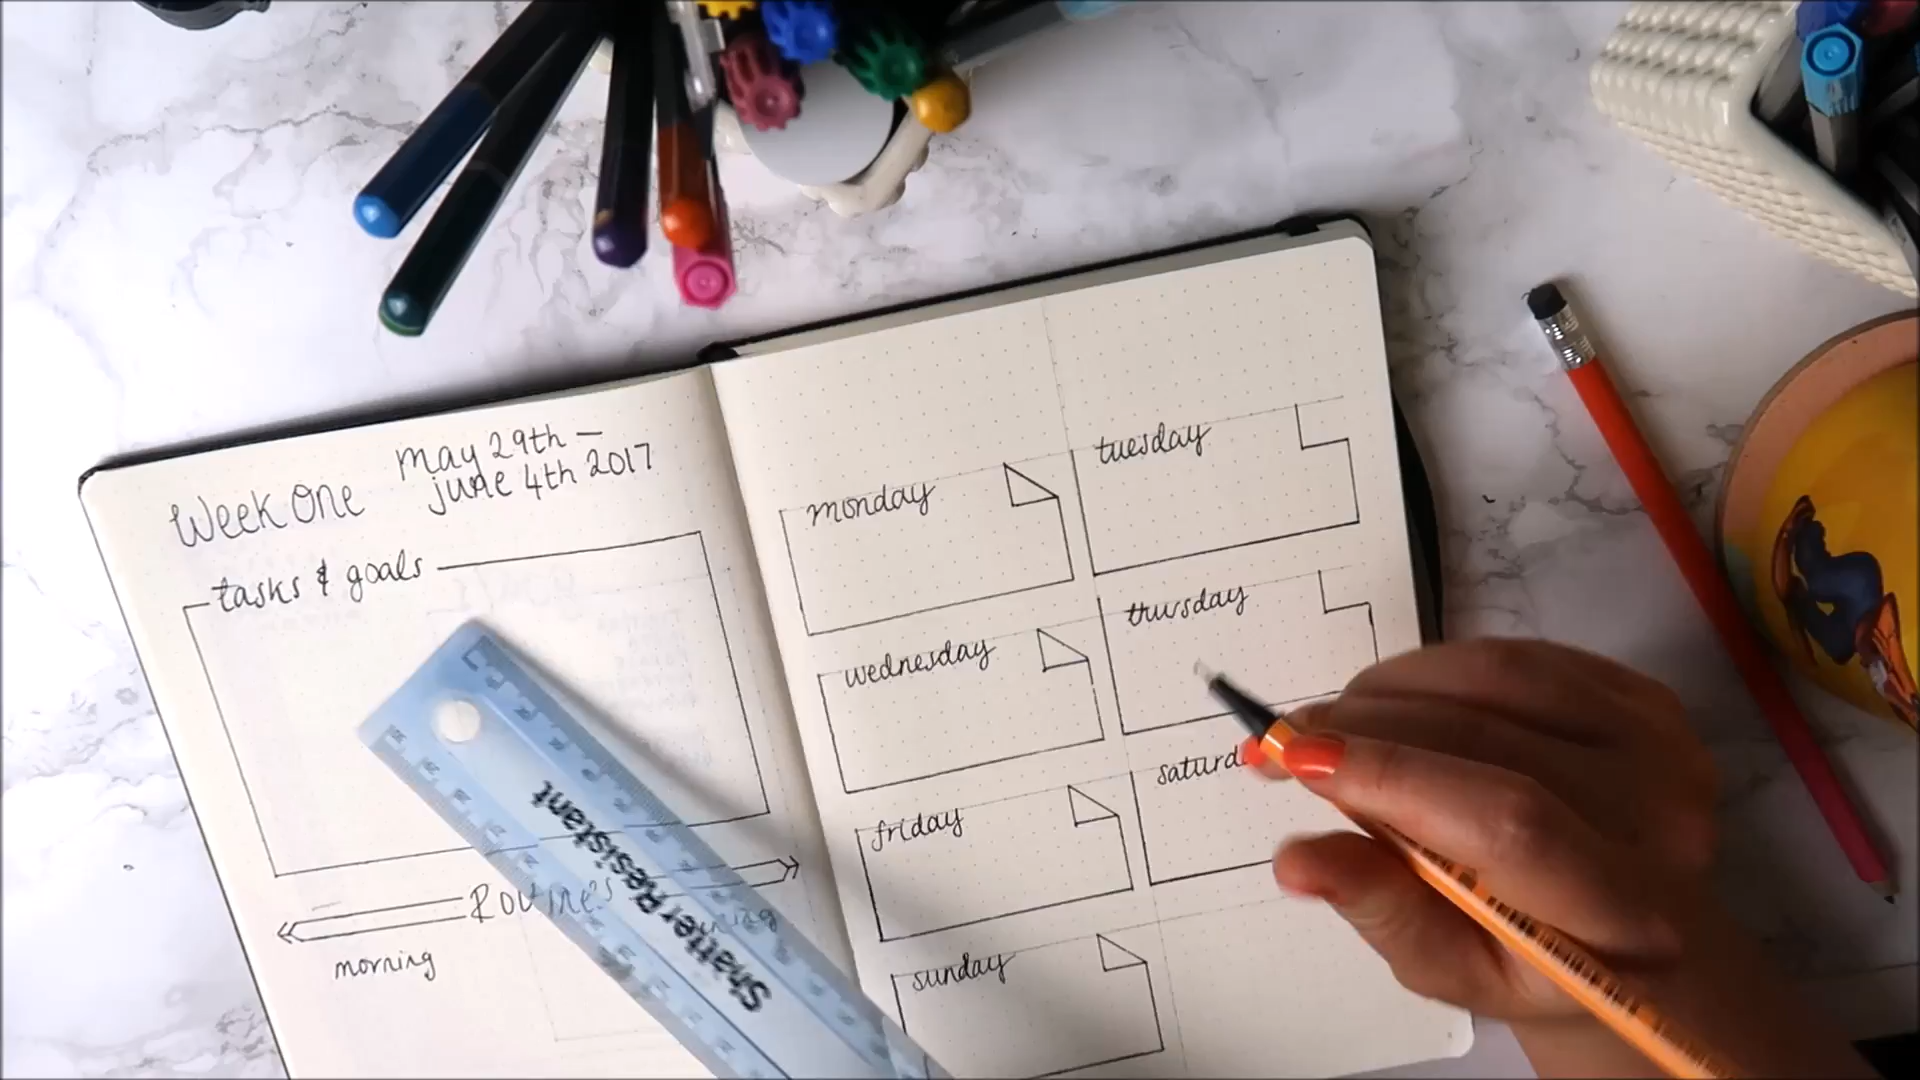 Week One
may 29th –
june 4th 2017
tasks & goals
Routines
morning
Shatter Resistant
monday
tuesday
wednesday
thursday
friday
sunday